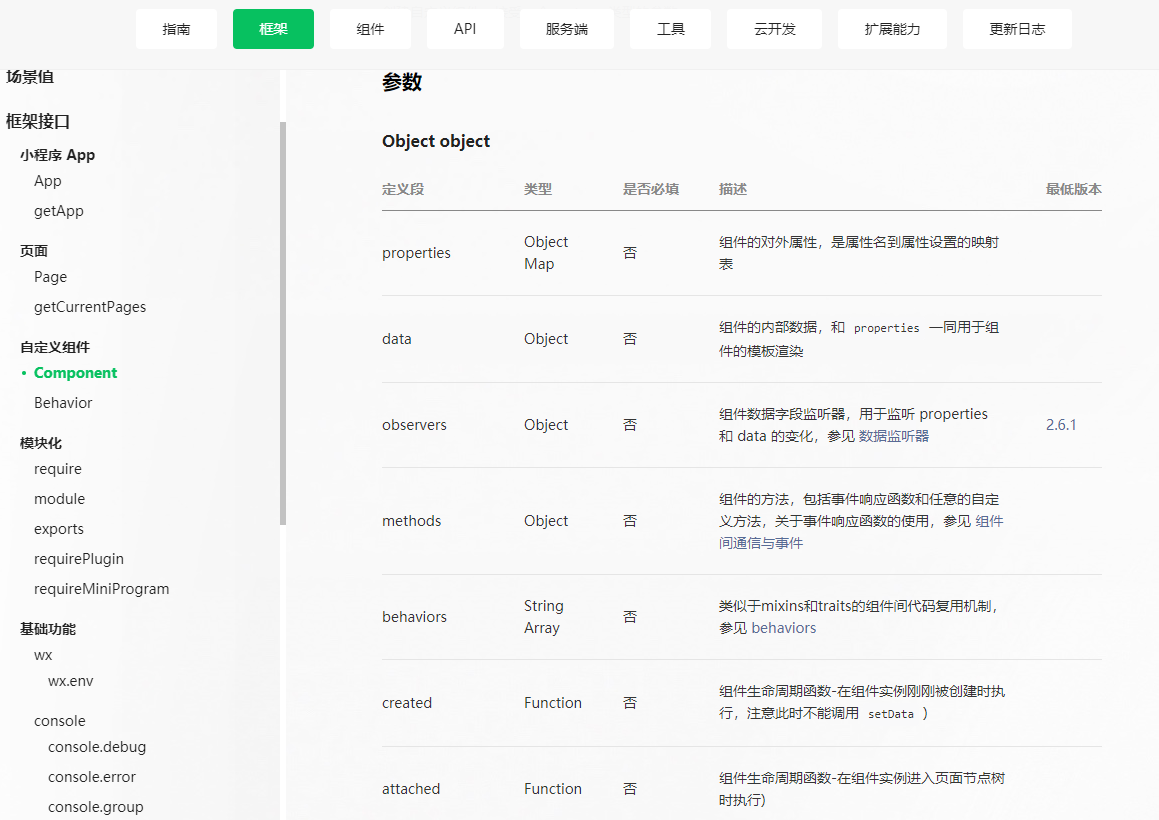 指南 框架 组件 API 服务端 工具 云开发 扩展能力 更新日志
场景值
框架接口
小程序 App
App
getApp
页面
Page
getCurrentPages
自定义组件
• Component
Behavior
模块化
require
module
exports
requirePlugin
requireMiniProgram
基础功能
wx
wx.env
console
console.debug
console.error
console.group
参数
Object object
定义段 类型 是否必填 描述 最低版本
properties Object Map 否 组件的对外属性，是属性名到属性设置的映射
表
data Object 否 组件的内部数据，和 properties 一同用于组
件的模板渲染
observers Object 否 组件数据字段监听器，用于监听 properties
和 data 的变化，参见 数据监听器 2.6.1
methods Object 否 组件的方法，包括事件响应函数和任意的自定
义方法，关于事件响应函数的使用，参见 组件
间通信与事件
behaviors String Array 否 类似于mixins和traits的组件间代码复用机制，
参见 behaviors
created Function 否 组件生命周期函数-在组件实例刚刚被创建时执
行，注意此时不能调用 setData )
attached Function 否 组件生命周期函数-在组件实例进入页面节点树
时执行)